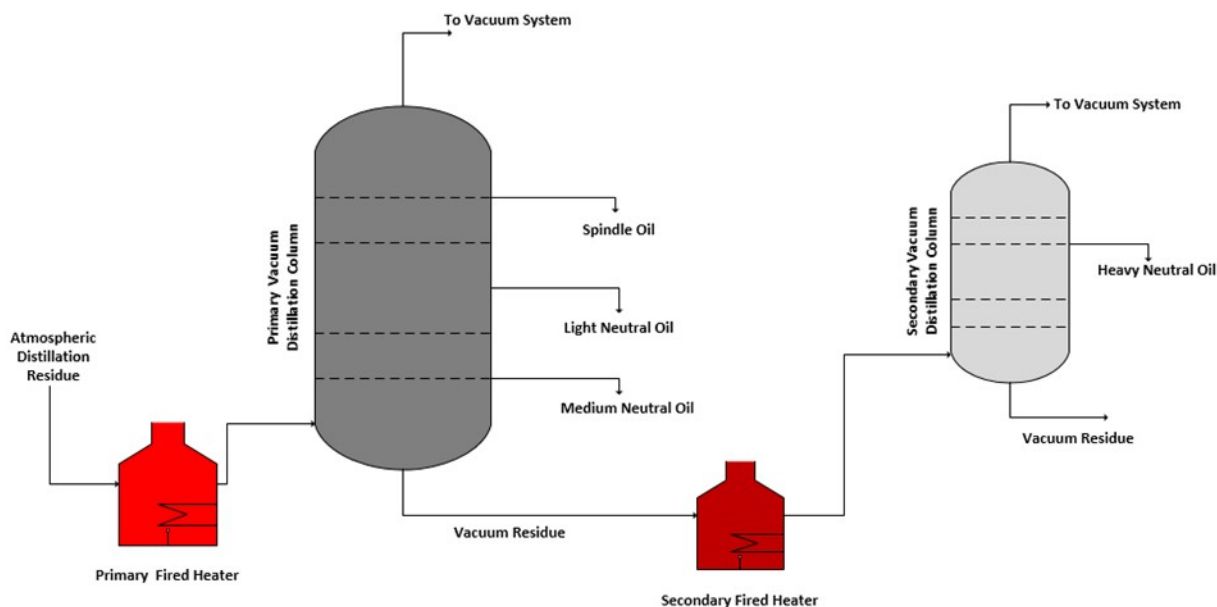 To Vacuum System
Primary Vacuum
Distillation Column
Spindle Oil
Light Neutral Oil
Medium Neutral Oil
Atmospheric
Distillation
Residue
Primary Fired Heater
Vacuum Residue
Secondary Fired Heater
To Vacuum System
Secondary Vacuum
Distillation Column
Heavy Neutral Oil
Vacuum Residue